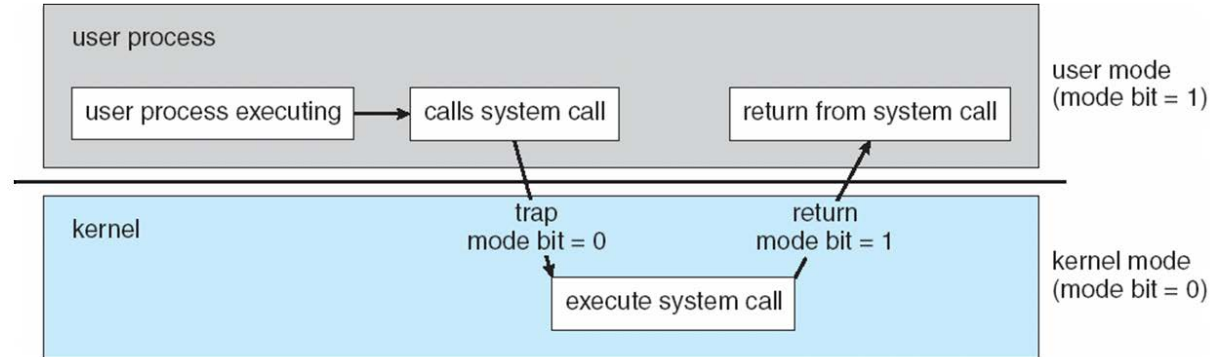 user process
user process executing
calls system call
return from system call
user mode
(mode bit = 1)
kernel
trap
mode bit = 0
return
mode bit = 1
kernel mode
(mode bit = 0)
execute system call